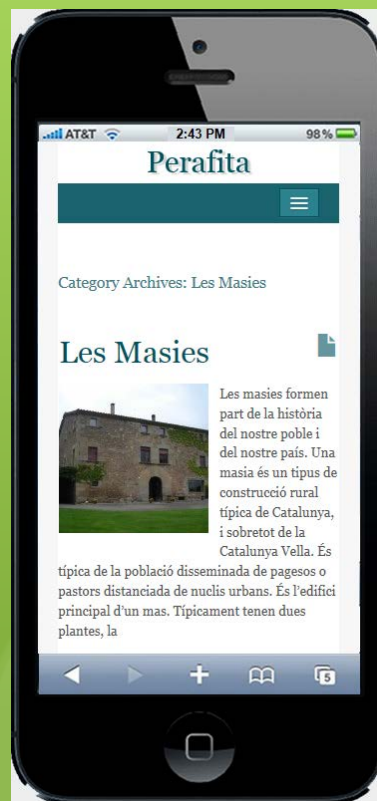 AT&T 2:43 PM 98%
Perafita
Category Archives: Les Masies
Les Masies
Les masies formen
part de la història
del nostre poble i
del nostre país. Una
masia és un tipus de
construcció rural
típica de Catalunya,
i sobretot de la
Catalunya Vella. És
típica de la població disseminada de pagesos o
pastors distanciada de nuclis urbans. És l'edifici
principal d'un mas. Típicament tenen dues
plantes, la
5